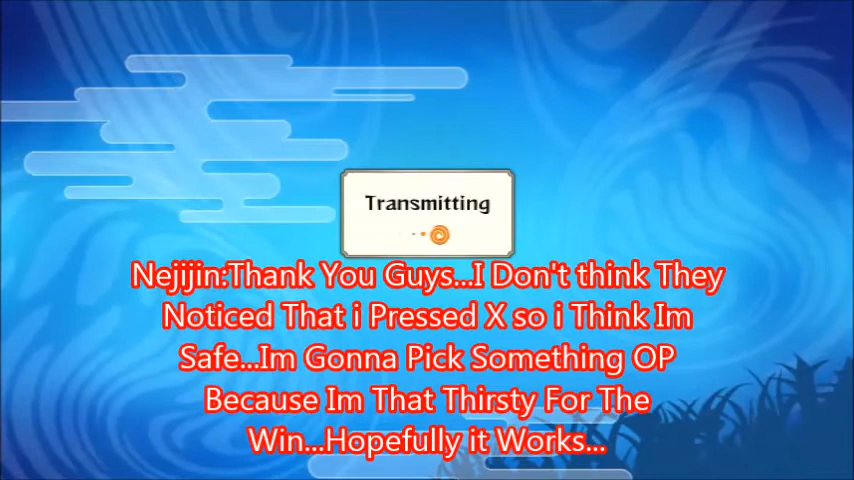 Transmitting
Nejijin:Thank You Guys...I Don't think They
Noticed That i Pressed X so i Think Im
Safe...Im Gonna Pick Something OP
Because Im That Thirsty For The
Win...Hopefully it Works...